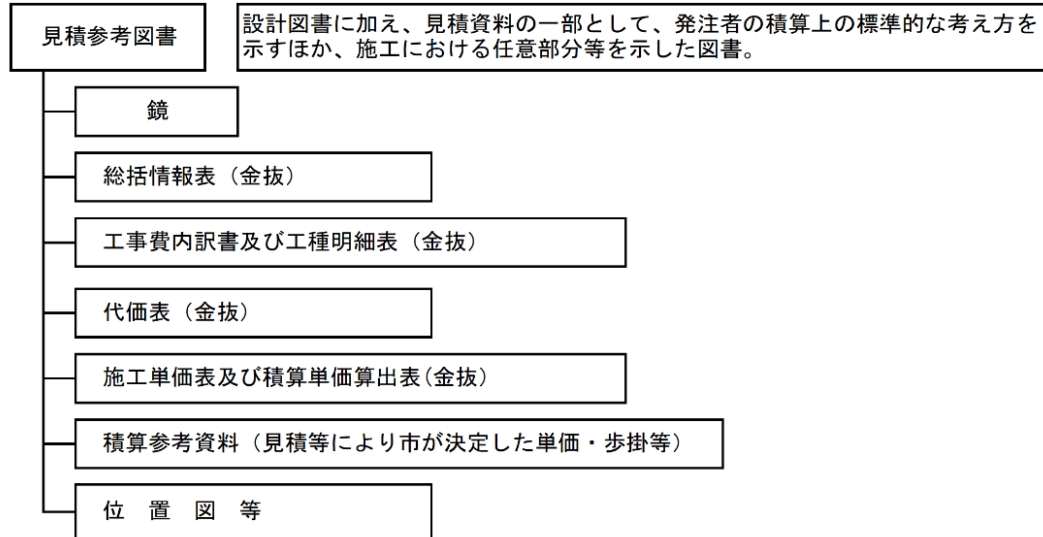 見積参考図書
設計図書に加え、見積資料の一部として、発注者の積算上の標準的な考え方を
示すほか、施工における任意部分等を示した図書。
鏡
総括情報表（金抜）
工事費内訳書及び工種明細表（金抜）
代価表（金抜）
施工単価表及び積算単価算出表(金抜）
積算参考資料（見積等により市が決定した単価・歩掛等）
位　置　図　等